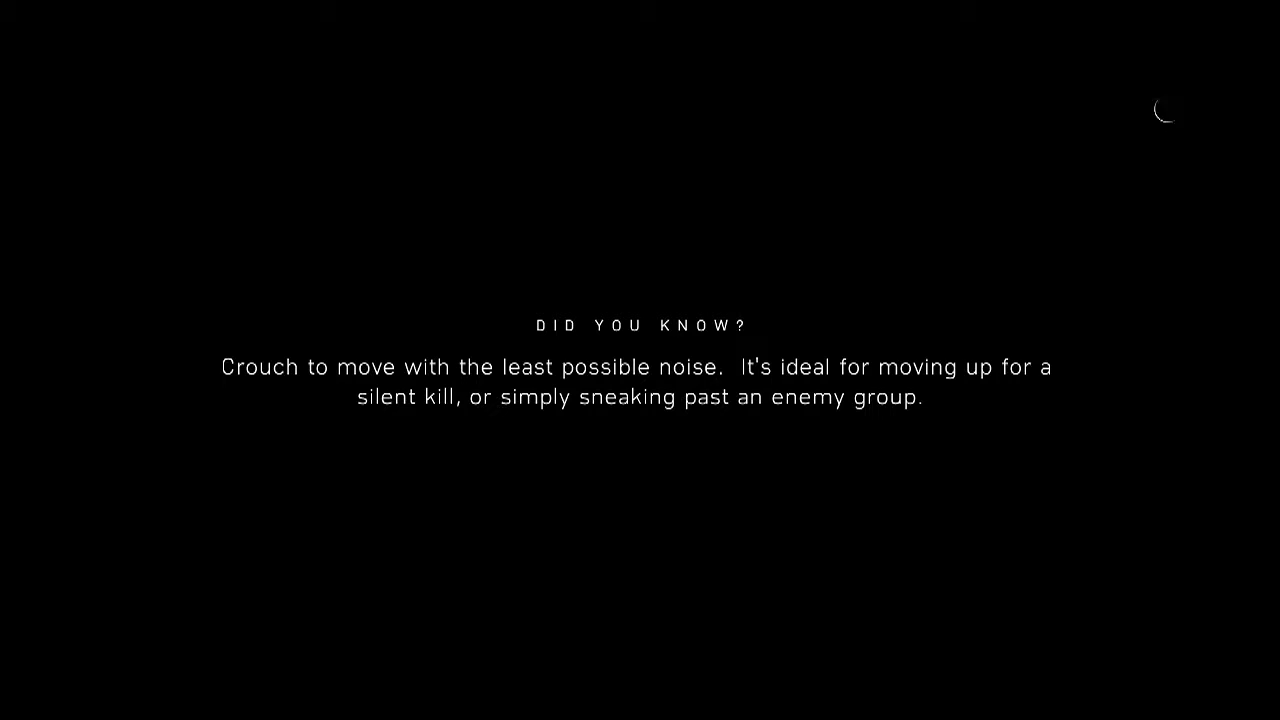 DID YOU KNOW?
Crouch to move with the least possible noise.  It's ideal for moving up for a
silent kill, or simply sneaking past an enemy group.